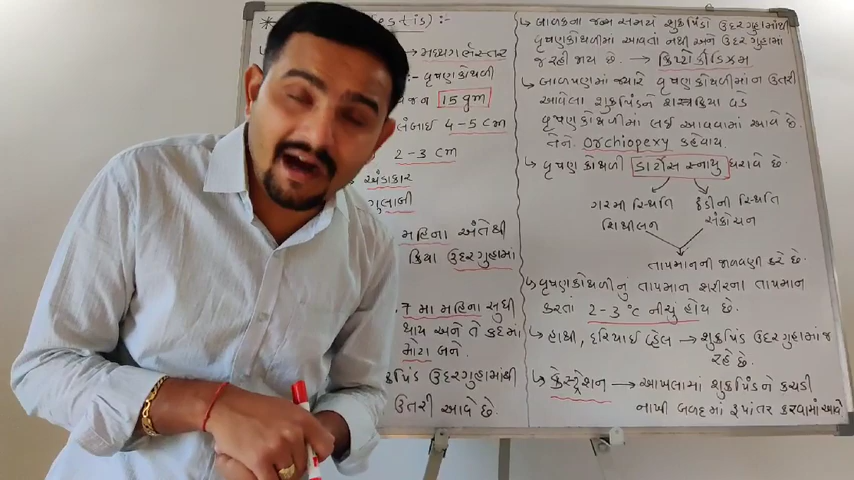 (Testis) :-
→ મધ્યગર્ભસ્તર
:- વૃષણકોથળી
વજન 15 gm
લંબાઈ 4-5 cm
2-3 cm
અંડાકાર
ગુલાબી
મહિના અંતેથી
ક્રિયા ઉદરગુહામાં
7 મા મહિના સુધી
થાય અને તે કદમાં
મોટા બને.
ઉદરગુહામાંથી
ઉતરી આવે છે.
બાળકના જન્મ સમયે શુક્રપિંડો ઉદરગુહામાંથી
વૃષણકોથળીમાં આવતાં નથી અને ઉદરગુહામાં
જ રહી જાય છે. → ક્રિપ્ટોર્કીડિઝમ
બાળપણમાં જ્યારે વૃષણકોથળીમાં ન ઉતરી
આવેલા શુક્રપિંડને શસ્ત્રક્રિયા વડે
વૃષણકોથળીમાં લઈ આવવામાં આવે છે.
તેને Orchiopexy કહેવાય.
વૃષણકોથળી ડાર્ટોસ સ્નાયુ ધરાવે છે.
ગરમી સ્થિતિ ઠંડીની સ્થિતિ
શિથીલન સંકોચન
તાપમાનની જાળવણી કરે છે.
વૃષણકોથળીનું તાપમાન શરીરના તાપમાન
કરતાં 2-3 °C નીચું હોય છે.
હાથી, દરિયાઈ વ્હેલ → શુક્રપિંડ ઉદરગુહામાં જ
રહે છે.
કેસ્ટ્રેશન → આખલામાં શુક્રપિંડને કચડી
નાખી બળદમાં રૂપાંતર કરવામાં આવે